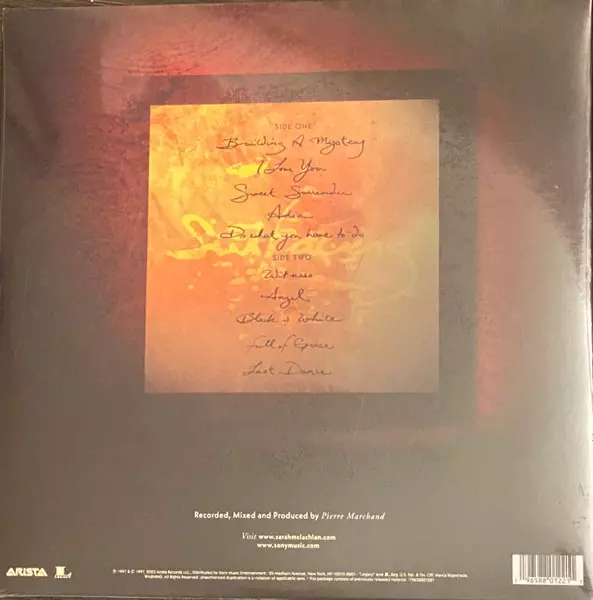 SIDE ONE
Building A Mystery
I Love You
Sweet Surrender
Adia
Do what you have to do
SIDE TWO
Witness
Angel
Black & White
Full of Grace
Last Dance
Surfacing
Recorded, Mixed and Produced by Pierre Marchand
Visit www.sarahmclachlan.com
www.sonymusic.com
ARISTA